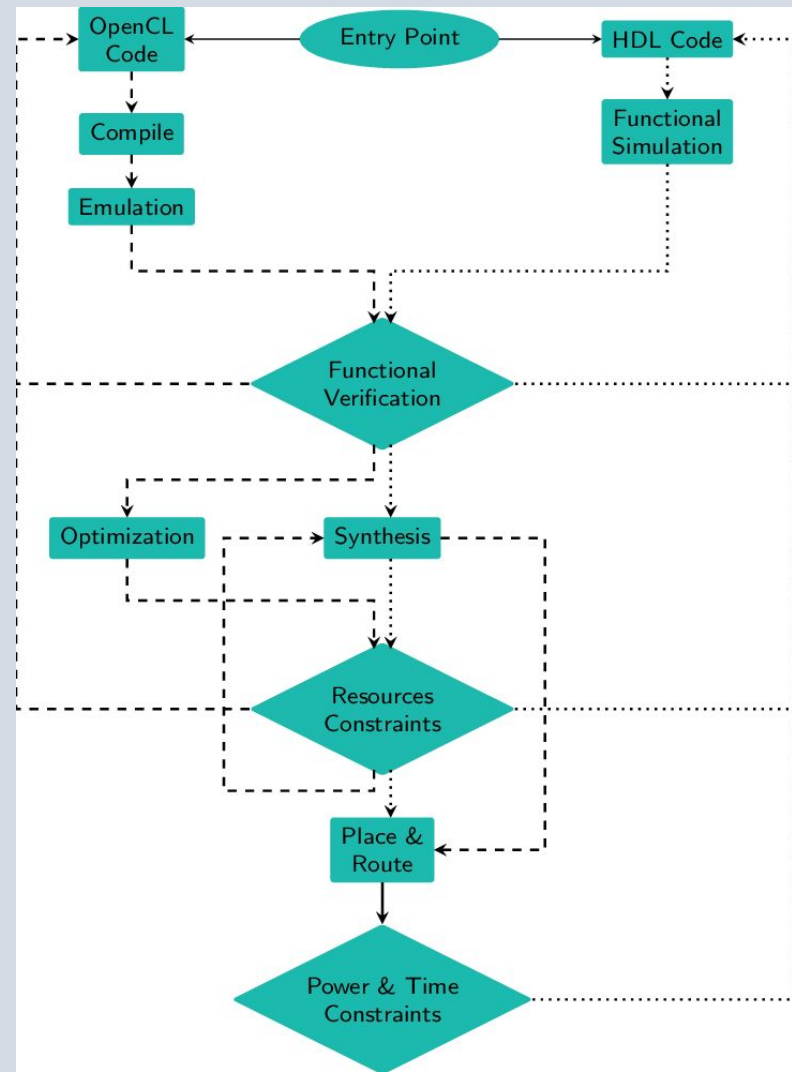 OpenCL
Code
Entry Point
HDL Code
Compile
Functional
Simulation
Emulation
Functional
Verification
Optimization
Synthesis
Resources
Constraints
Place &
Route
Power & Time
Constraints